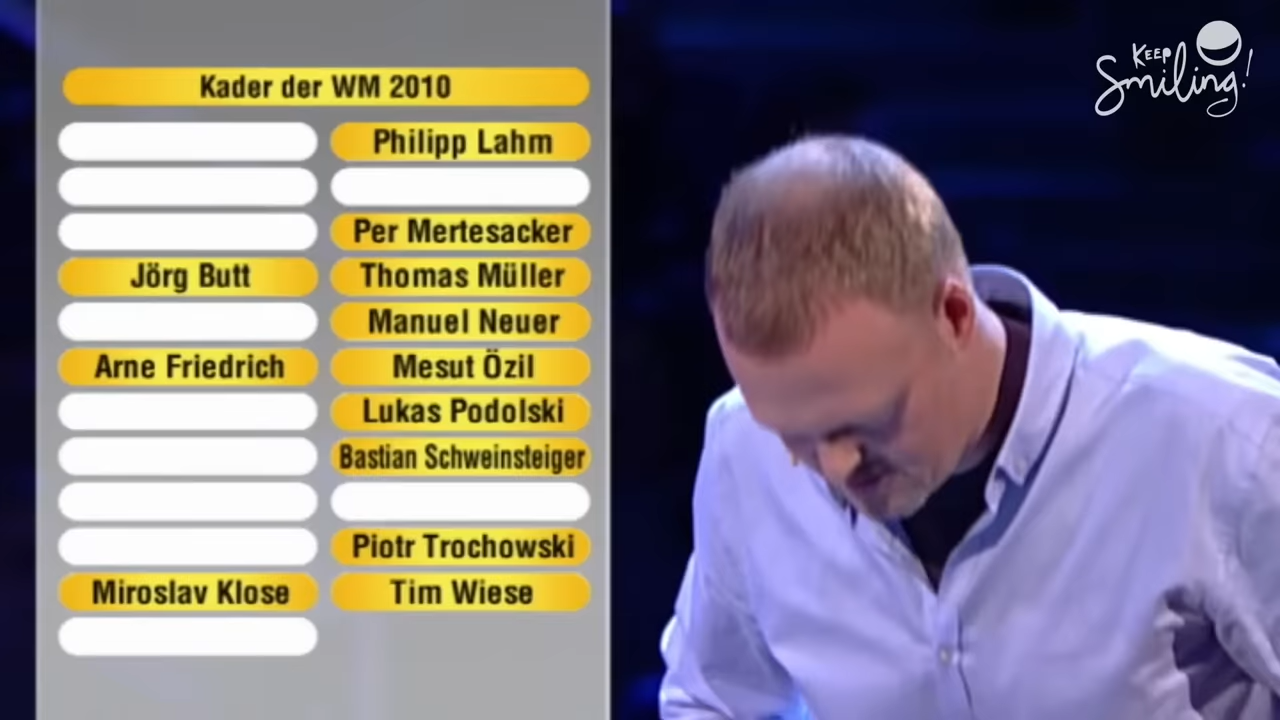 Kader der WM 2010
Philipp Lahm
Per Mertesacker
Jörg Butt
Thomas Müller
Manuel Neuer
Arne Friedrich
Mesut Özil
Lukas Podolski
Bastian Schweinsteiger
Piotr Trochowski
Miroslav Klose
Tim Wiese
KEEP
Smiling!